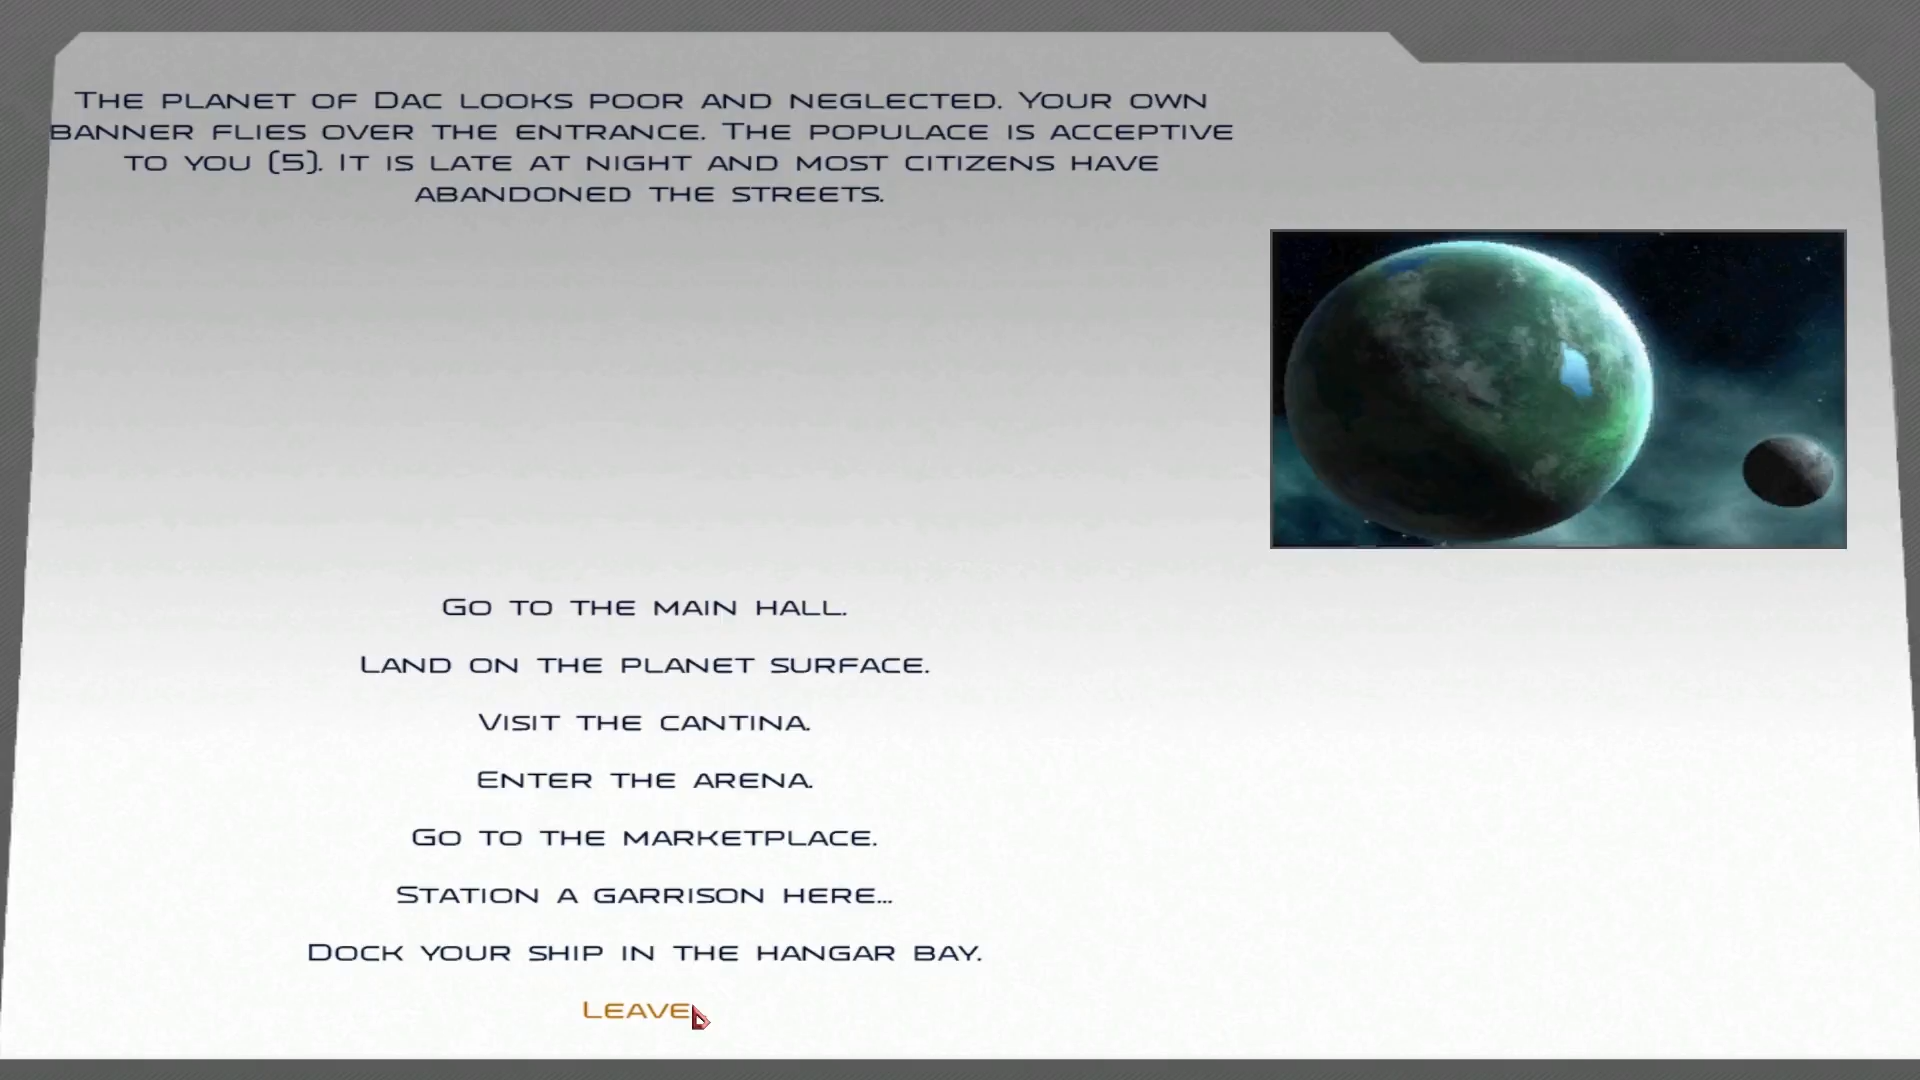 The planet of Dac looks poor and neglected. Your own
banner flies over the entrance. The populace is acceptive
to you (5). It is late at night and most citizens have
abandoned the streets.
Go to the main hall.
Land on the planet surface.
Visit the cantina.
Enter the arena.
Go to the marketplace.
Station a garrison here...
Dock your ship in the hangar bay.
Leave